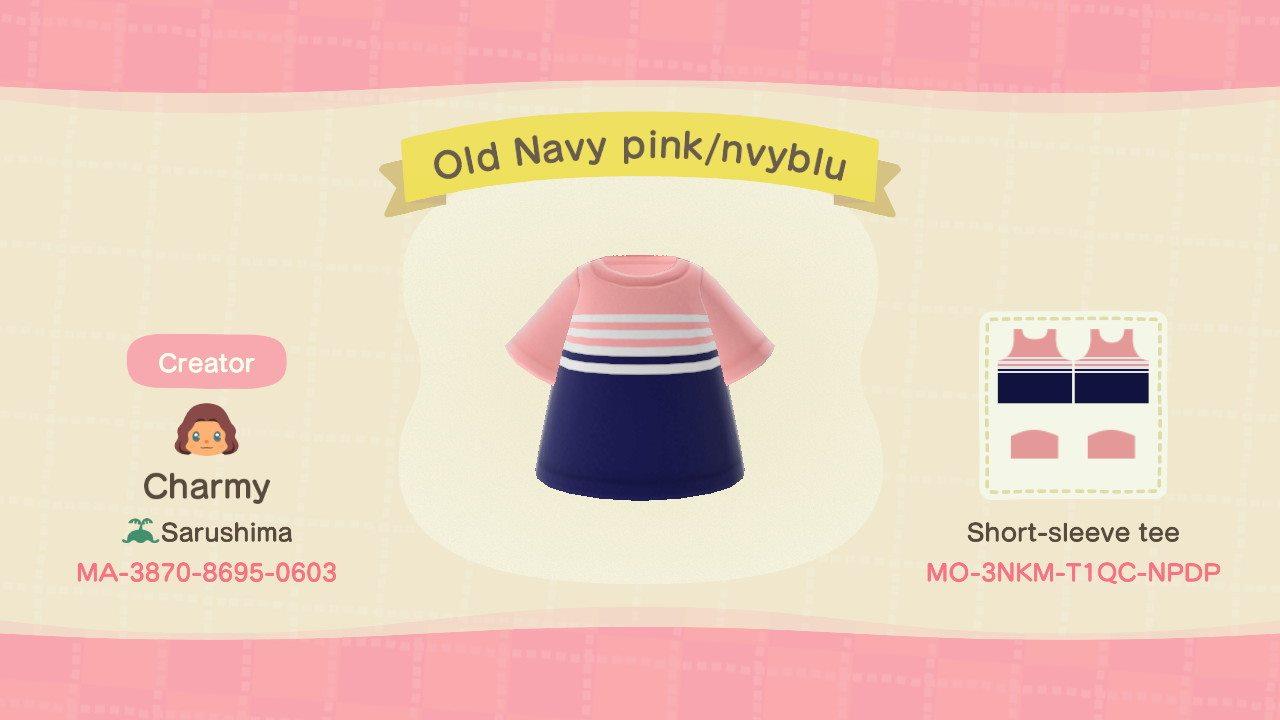 Old Navy pink/nvyblu
Creator
Charmy
Sarushima
MA-3870-8695-0603
Short-sleeve tee
MO-3NKM-T1QC-NPDP